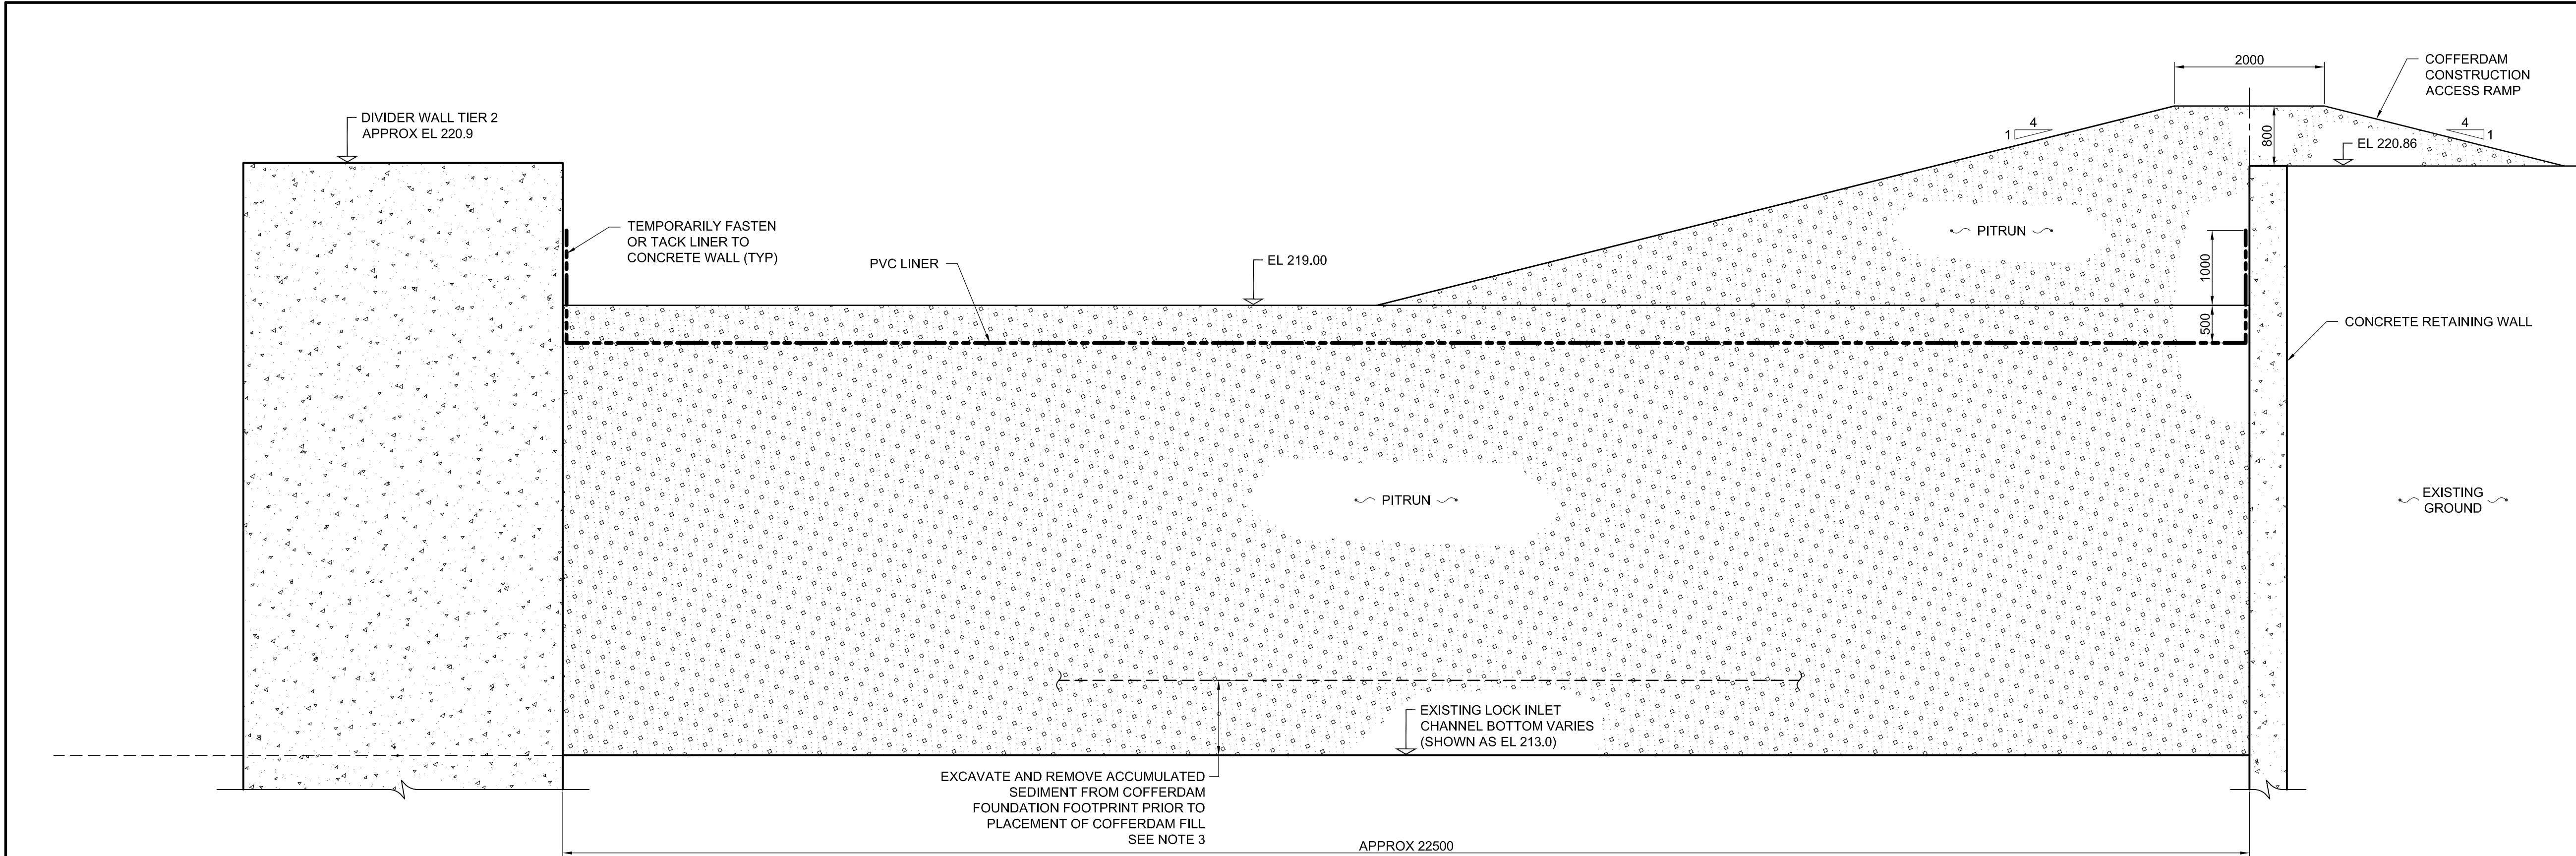 2000
COFFERDAM
CONSTRUCTION
ACCESS RAMP
DIVIDER WALL TIER 2
APPROX EL 220.9
4
1
800
4
1
EL 220.86
TEMPORARILY FASTEN
OR TACK LINER TO
CONCRETE WALL (TYP)
PVC LINER
EL 219.00
PITRUN
1000
500
CONCRETE RETAINING WALL
PITRUN
EXISTING
GROUND
EXISTING LOCK INLET
CHANNEL BOTTOM VARIES
(SHOWN AS EL 213.0)
EXCAVATE AND REMOVE ACCUMULATED
SEDIMENT FROM COFFERDAM
FOUNDATION FOOTPRINT PRIOR TO
PLACEMENT OF COFFERDAM FILL
SEE NOTE 3
APPROX 22500